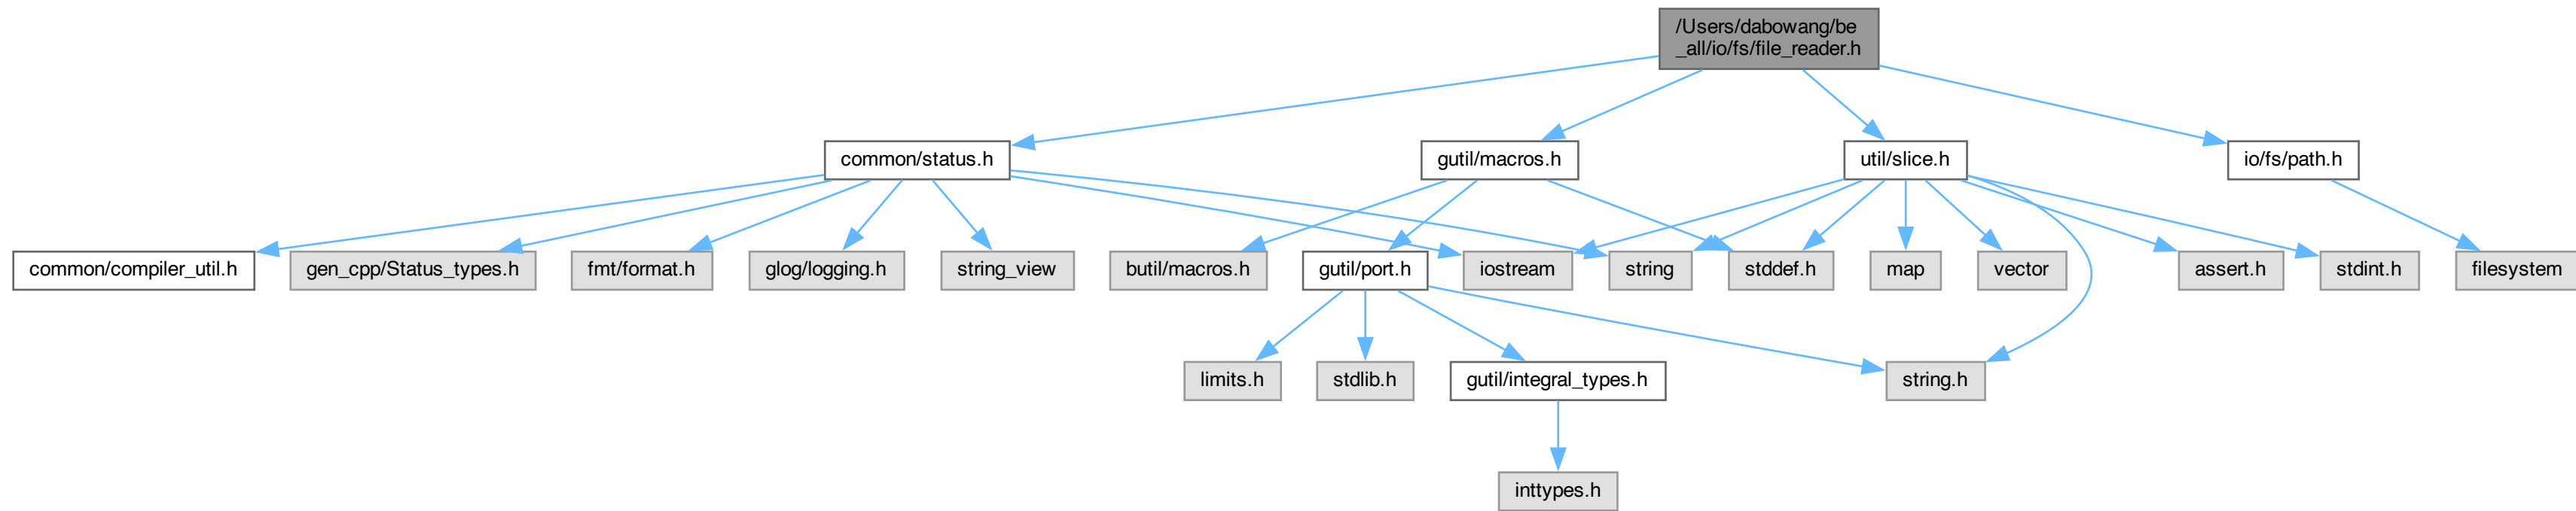 /Users/dabowang/be
_all/io/fs/file_reader.h
common/status.h
gutil/macros.h
util/slice.h
io/fs/path.h
common/compiler_util.h
gen_cpp/Status_types.h
fmt/format.h
glog/logging.h
string_view
butil/macros.h
gutil/port.h
iostream
string
stddef.h
map
vector
assert.h
stdint.h
filesystem
limits.h
stdlib.h
gutil/integral_types.h
string.h
inttypes.h